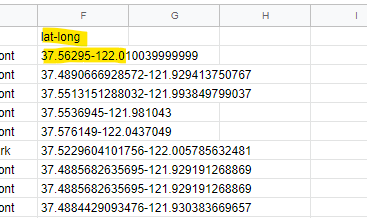 F G H I
lat-long
ont 37.56295-122.010039999999
ont 37.4890666928572-121.929413750767
ont 37.5513151288032-121.993849799037
ont 37.5536945-121.981043
ont 37.576149-122.0437049
rk 37.5229604101756-122.005785632481
ont 37.4885682635695-121.929191268869
ont 37.4885682635695-121.929191268869
ont 37.4884429093476-121.930383669657